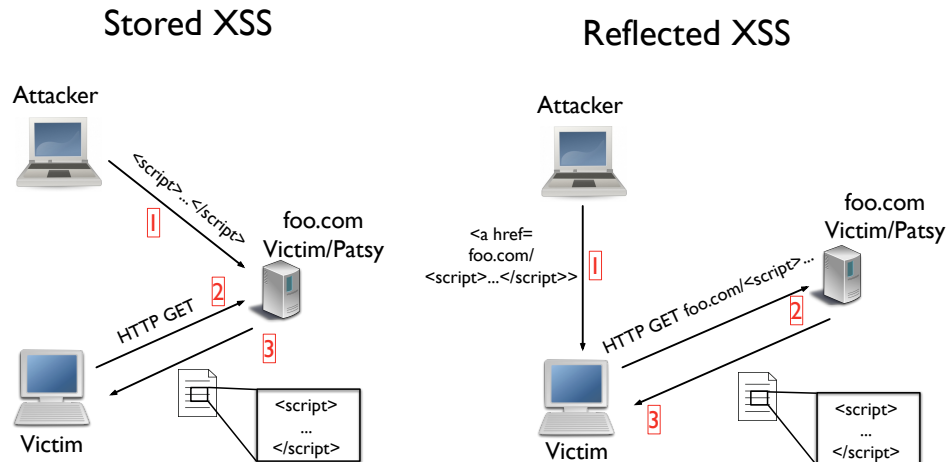 Stored XSS
Attacker
<script>...</script>
1
foo.com
Victim/Patsy
2
HTTP GET
3
Victim
<script>
...
</script>
Reflected XSS
Attacker
<a href=
foo.com/
<script>...</script>>
1
foo.com
Victim/Patsy
HTTP GET foo.com/<script>...
2
3
Victim
<script>
...
</script>